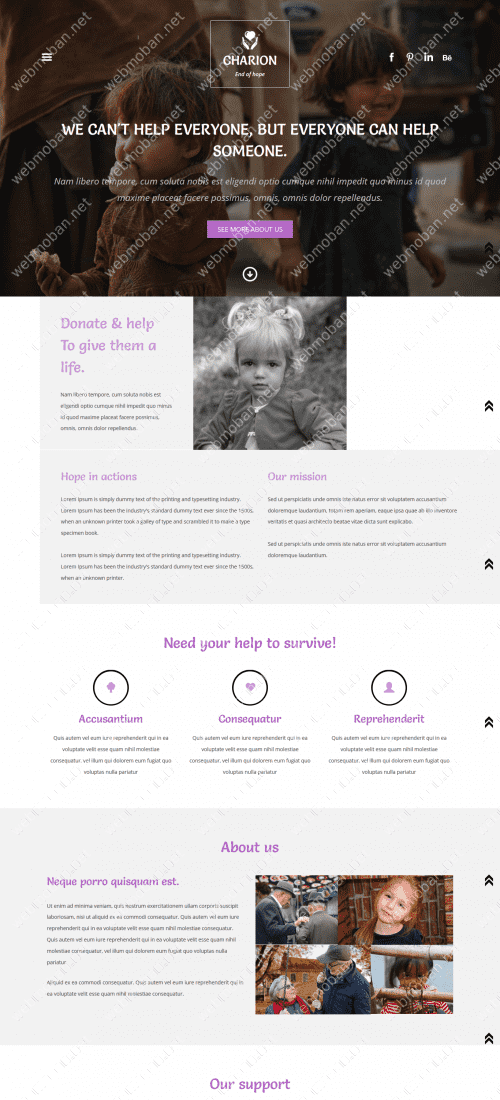 CHARION
End of hope
Bē
WE CAN'T HELP EVERYONE, BUT EVERYONE CAN HELP
SOMEONE.
Nam libero tempore, cum soluta nobis est eligendi optio cumque nihil impedit quo minus id quod
maxime placeat facere possimus, omnis, omnis dolor repellendus.
SEE MORE ABOUT US
Donate & help
To give them a
life.
Nam libero tempore, cum soluta nobis est
eligendi optio cumque nihil impedit quo minus
id quod maxime placeat facere possimus,
omnis, omnis dolor repellendus.
Hope in actions
Lorem Ipsum is simply dummy text of the printing and typesetting industry.
Lorem Ipsum has been the industry's standard dummy text ever since the 1500s,
when an unknown printer took a galley of type and scrambled it to make a type
specimen book.
Lorem Ipsum is simply dummy text of the printing and typesetting industry.
Lorem Ipsum has been the industry's standard dummy text ever since the 1500s,
when an unknown printer.
Our mission
Sed ut perspiciatis unde omnis iste natus error sit voluptatem accusantium
doloremque laudantium, totam rem aperiam, eaque ipsa quae ab illo inventore
veritatis et quasi architecto beatae vitae dicta sunt explicabo.
Sed ut perspiciatis unde omnis iste natus error sit voluptatem accusantium
doloremque laudantium.
Need your help to survive!
Accusantium
Quis autem vel eum iure reprehenderit qui in ea
voluptate velit esse quam nihil molestiae
consequatur, vel illum qui dolorem eum fugiat quo
voluptas nulla pariatur
Consequatur
Quis autem vel eum iure reprehenderit qui in ea
voluptate velit esse quam nihil molestiae
consequatur, vel illum qui dolorem eum fugiat quo
voluptas nulla pariatur
Reprehenderit
Quis autem vel eum iure reprehenderit qui in ea
voluptate velit esse quam nihil molestiae
consequatur, vel illum qui dolorem eum fugiat quo
voluptas nulla pariatur
About us
Neque porro quisquam est.
Ut enim ad minima veniam, quis nostrum exercitationem ullam corporis suscipit
laboriosam, nisi ut aliquid ex ea commodi consequatur. Quis autem vel eum iure
reprehenderit qui in ea voluptate velit esse quam nihil molestiae consequatur.
Quis autem vel eum iure reprehenderit qui in ea voluptate velit esse quam nihil
molestiae consequatur, vel illum qui dolorem eum fugiat quo voluptas nulla
pariatur
Aliquid ex ea commodi consequatur. Quis autem vel eum iure reprehenderit qui in
ea voluptate velit esse quam nihil molestiae consequatur.
Our support
webmoban.net